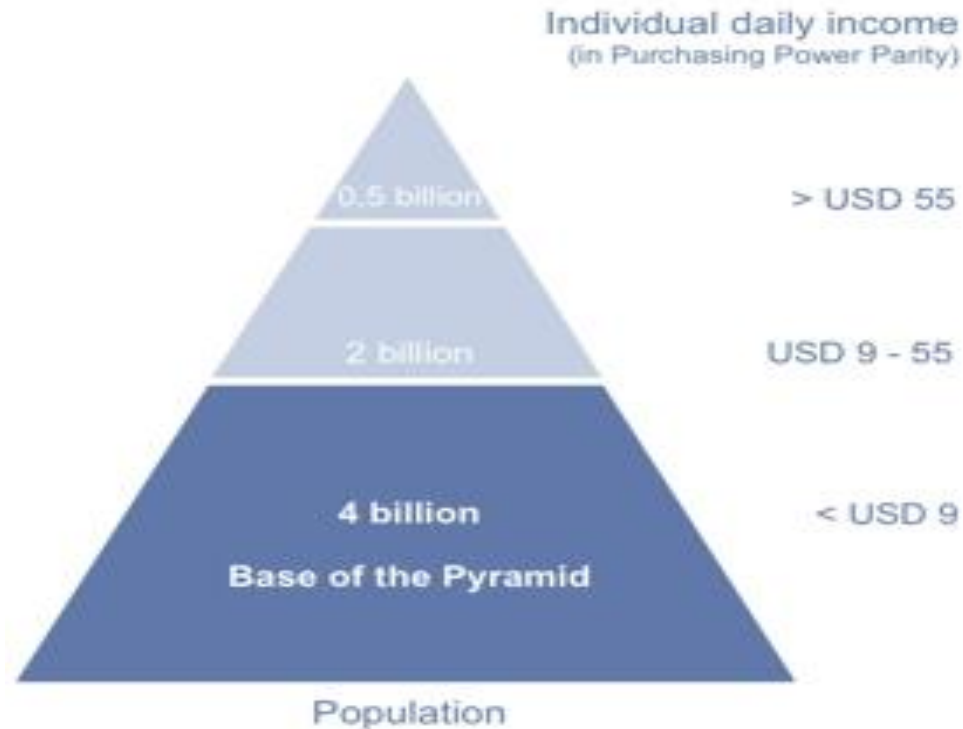 Individual daily income
(in Purchasing Power Parity)
0.5 billion
> USD 55
2 billion
USD 9 - 55
4 billion
< USD 9
Base of the Pyramid
Population